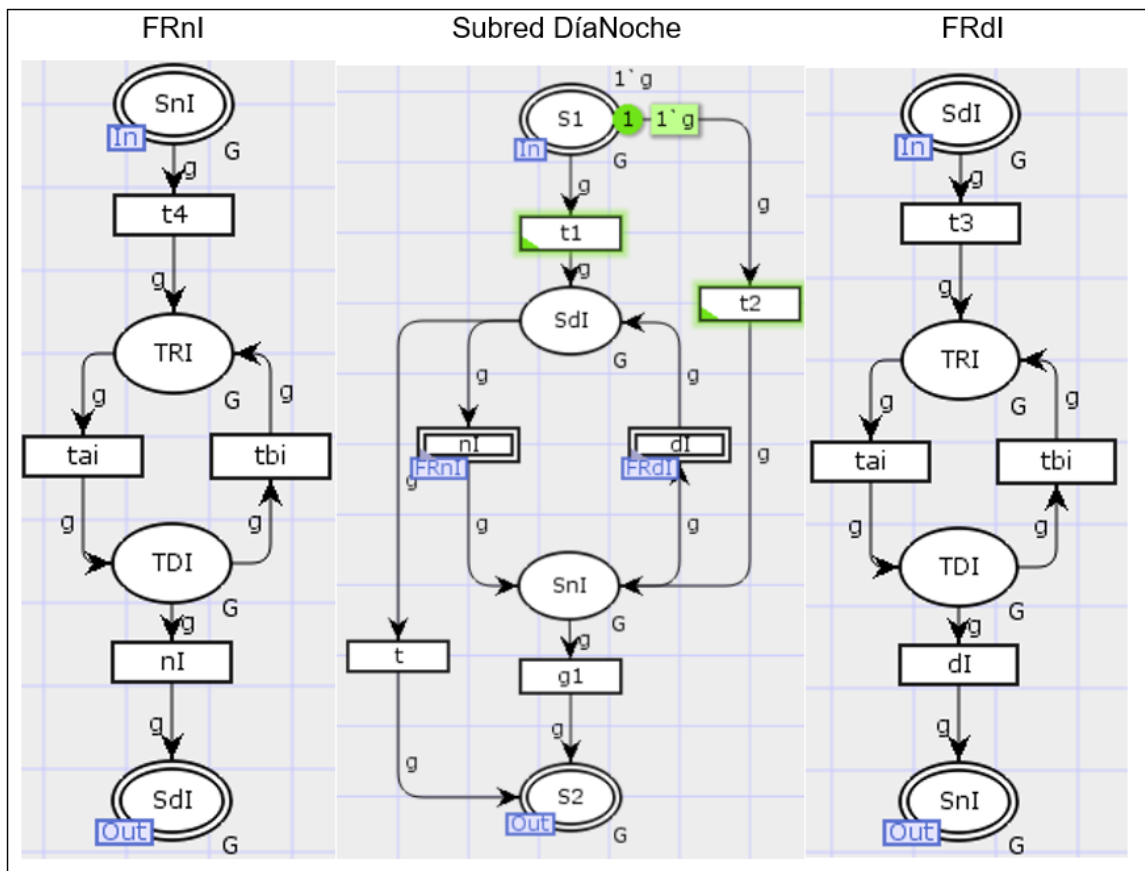 FRnI
SnI
In
G
g
t4
g
TRI
G
g
g
tai
tbi
g
g
TDI
G
g
nI
g
SdI
Out
G
Subred DíaNoche
1`g
S1
1
1`g
In
G
g
g
t1
t2
g
SdI
G
g
g
nI
dI
FRnI
FRdI
g
g
g
g
SnI
G
g
t
g1
g
g
S2
Out
G
FRdI
SdI
In
G
g
t3
g
TRI
G
g
g
tai
tbi
g
g
TDI
G
g
dI
g
SnI
Out
G